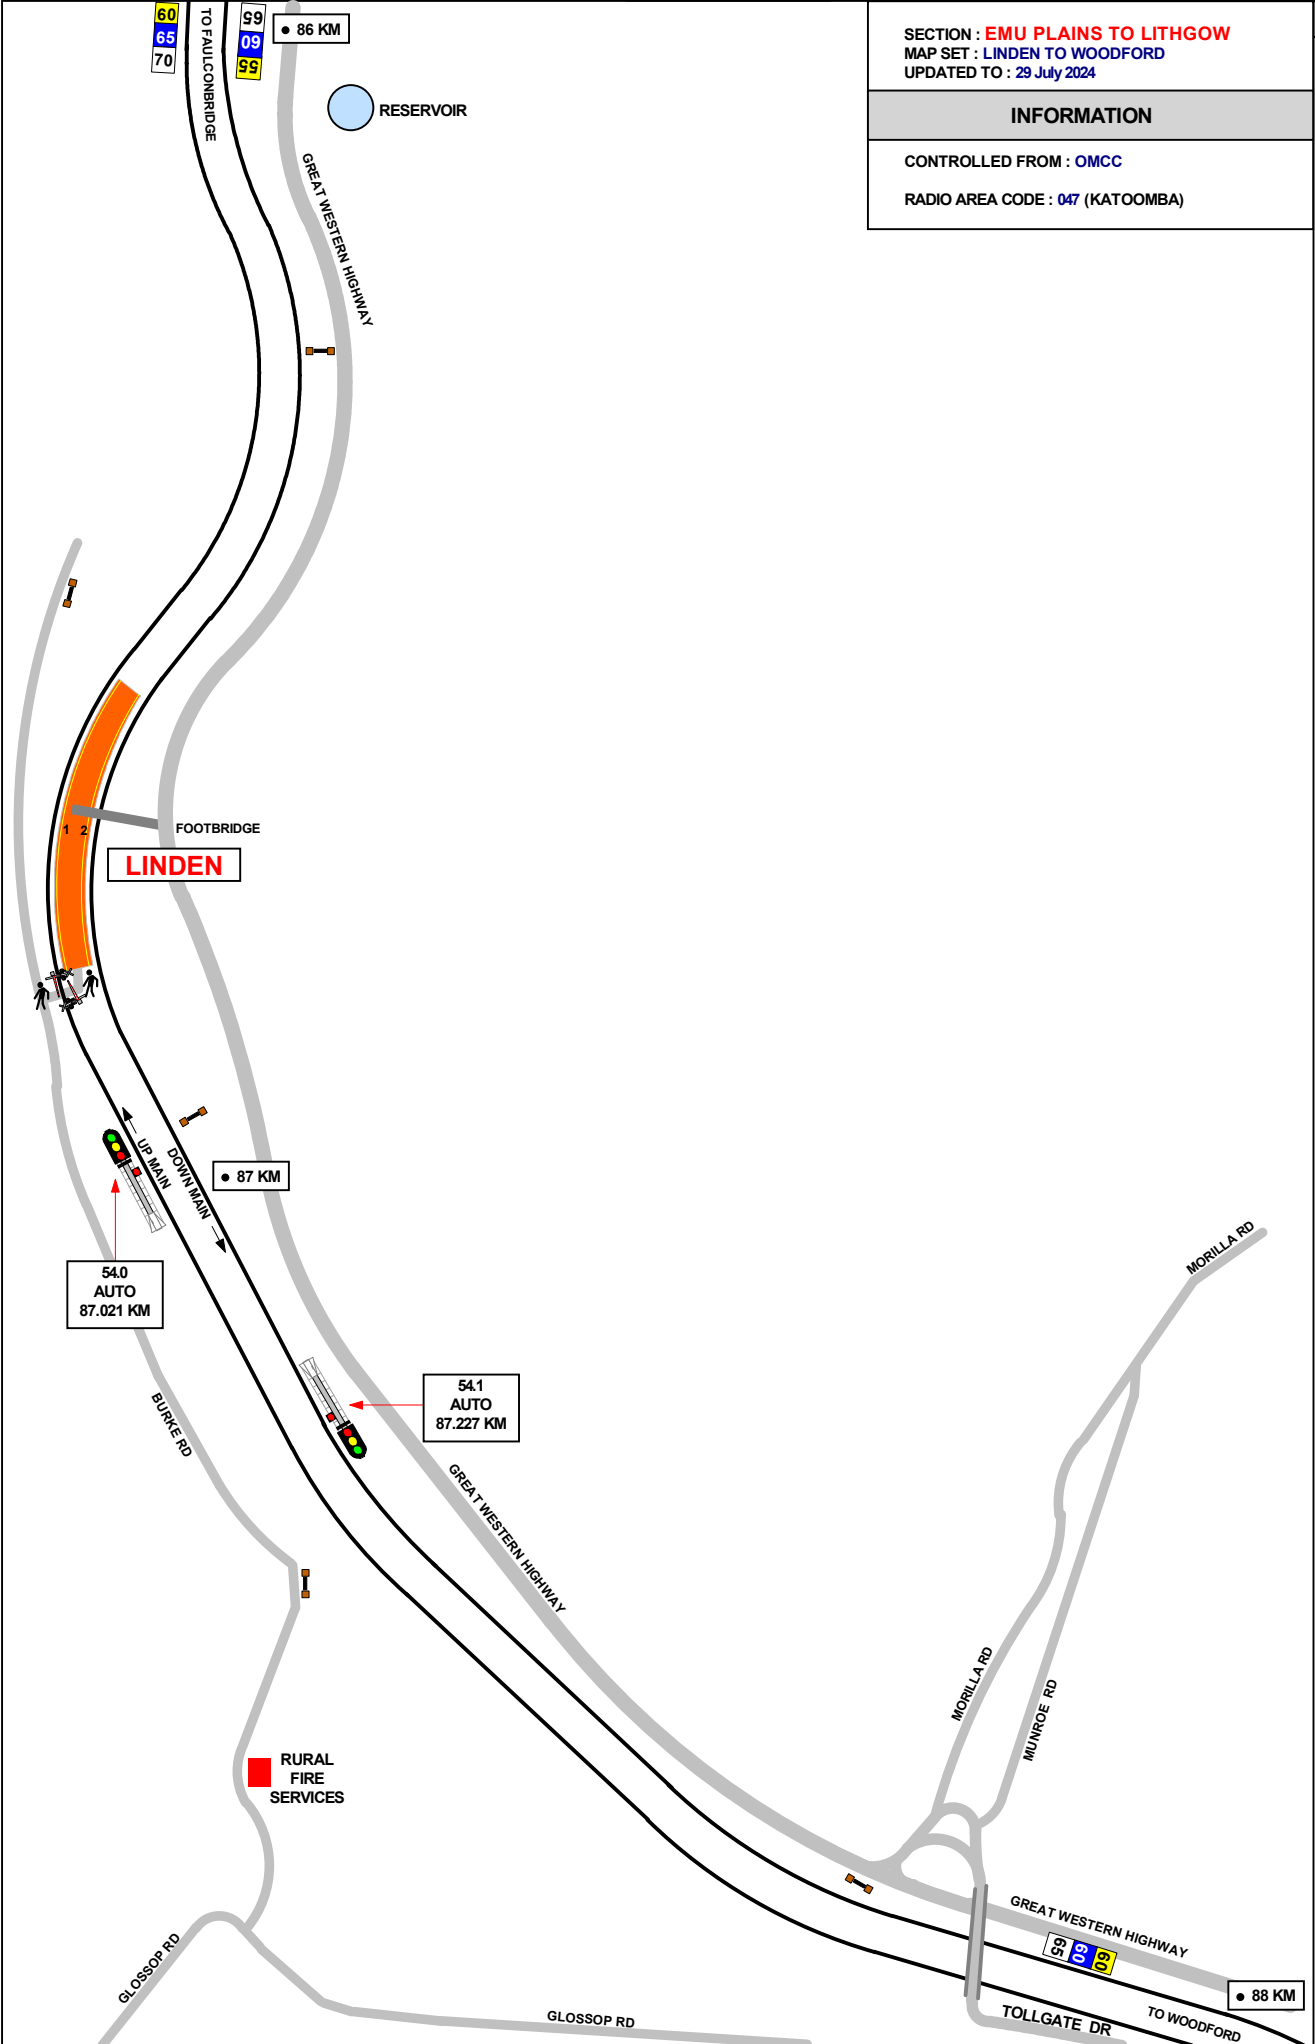 60
65
70
TO FAULCONBRIDGE
65
60
55
86 KM
RESERVOIR
SECTION : EMU PLAINS TO LITHGOW
MAP SET : LINDEN TO WOODFORD
UPDATED TO : 29 July 2024
INFORMATION
CONTROLLED FROM : OMCC
RADIO AREA CODE : 047 (KATOOMBA)
GREAT WESTERN HIGHWAY
1 2
FOOTBRIDGE
LINDEN
UP MAIN
DOWN MAIN
87 KM
54.0
AUTO
87.021 KM
MORILLA RD
54.1
AUTO
87.227 KM
BURKE RD
GREAT WESTERN HIGHWAY
MORILLA RD
MUNROE RD
RURAL
FIRE
SERVICES
GREAT WESTERN HIGHWAY
65
60
60
GLOSSOP RD
88 KM
GLOSSOP RD
TOLLGATE DR
TO WOODFORD